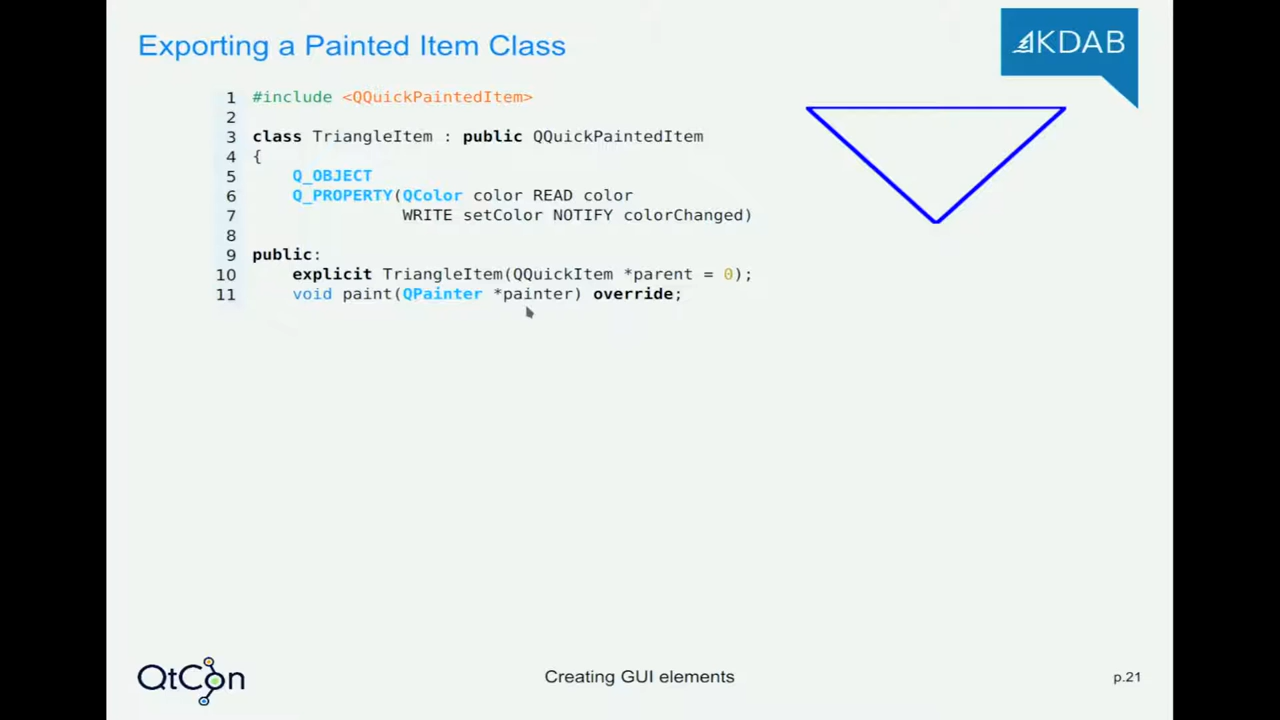 Exporting a Painted Item Class
KDAB
1 #include <QQuickPaintedItem>
2
3 class TriangleItem : public QQuickPaintedItem
4 {
5     Q_OBJECT
6     Q_PROPERTY(QColor color READ color
7                WRITE setColor NOTIFY colorChanged)
8
9 public:
10     explicit TriangleItem(QQuickItem *parent = 0);
11     void paint(QPainter *painter) override;
QtCon
Creating GUI elements
p.21